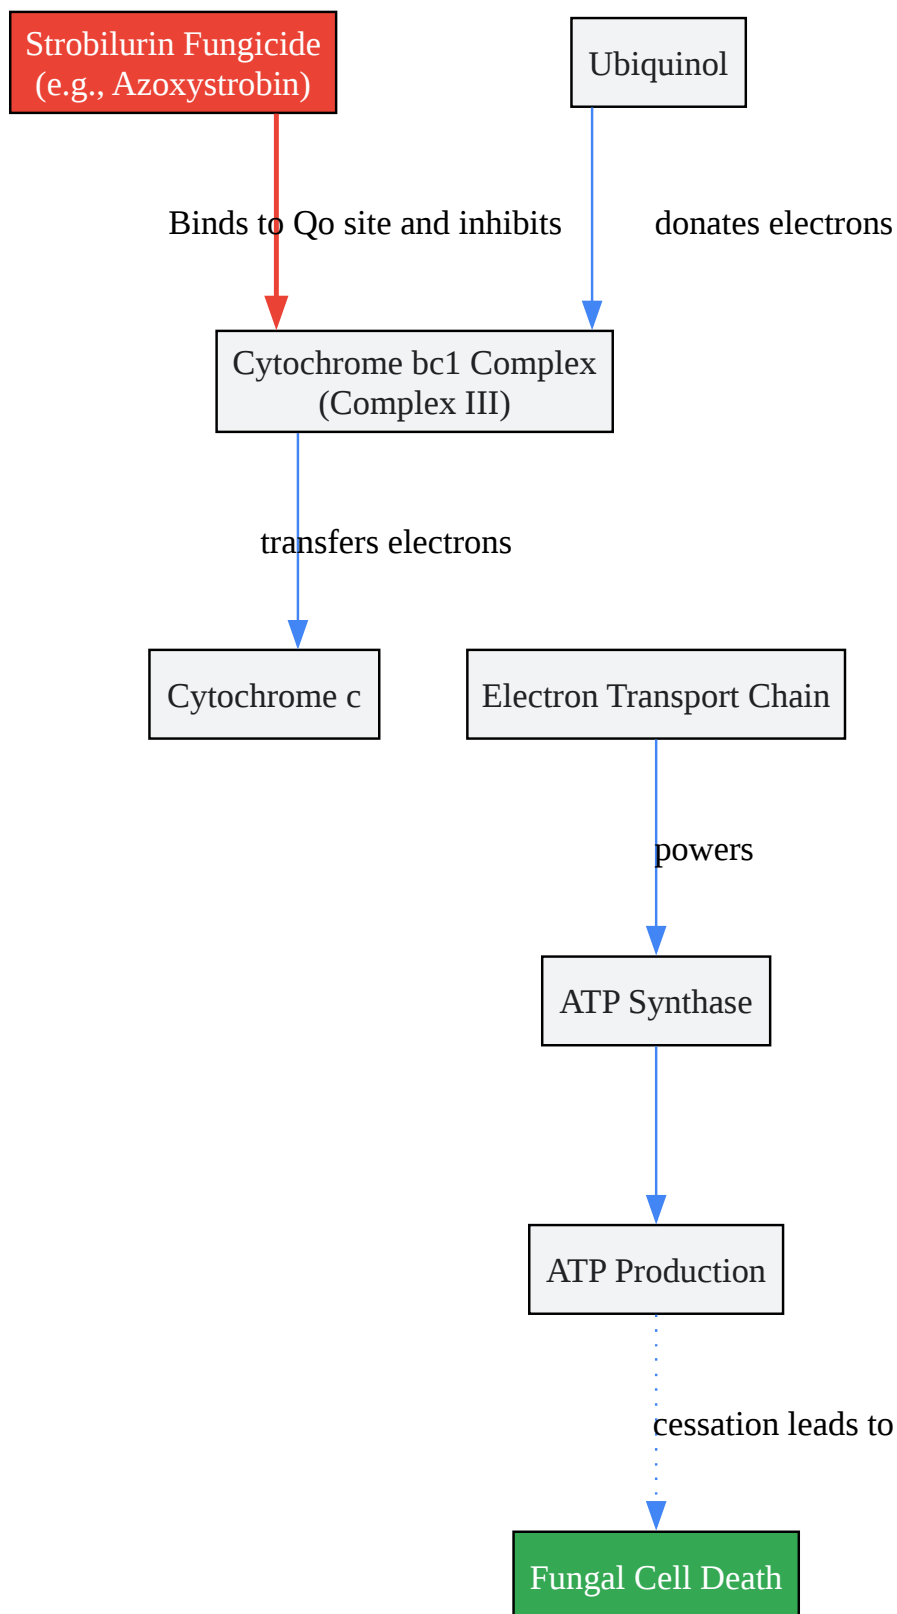 Strobilurin Fungicide
(e.g., Azoxystrobin)
Ubiquinol
Binds to Qo site and inhibits
donates electrons
Cytochrome bc1 Complex
(Complex III)
transfers electrons
Cytochrome c
Electron Transport Chain
powers
ATP Synthase
ATP Production
cessation leads to
Fungal Cell Death